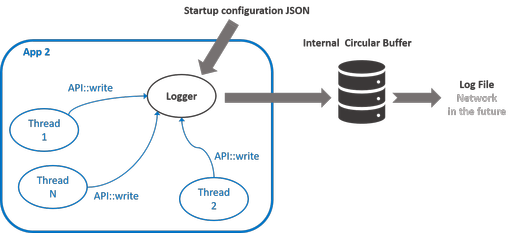 Startup configuration JSON
App 2
Internal Circular Buffer
API::write
Logger
Log File
Network
in the future
Thread
1
API::write
Thread
N
API::write
Thread
2